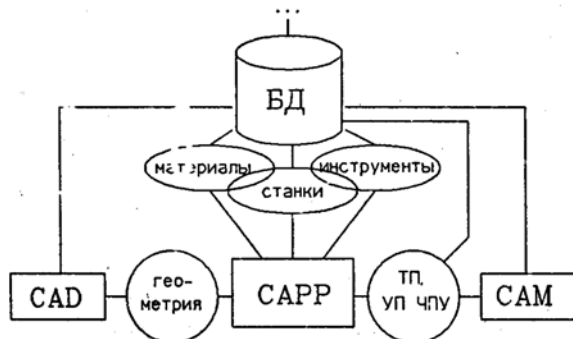 ...
БД
материалы
инструменты
станки
CAD
гео-
метрия
CAPP
ТП,
УП ЧПУ
CAM